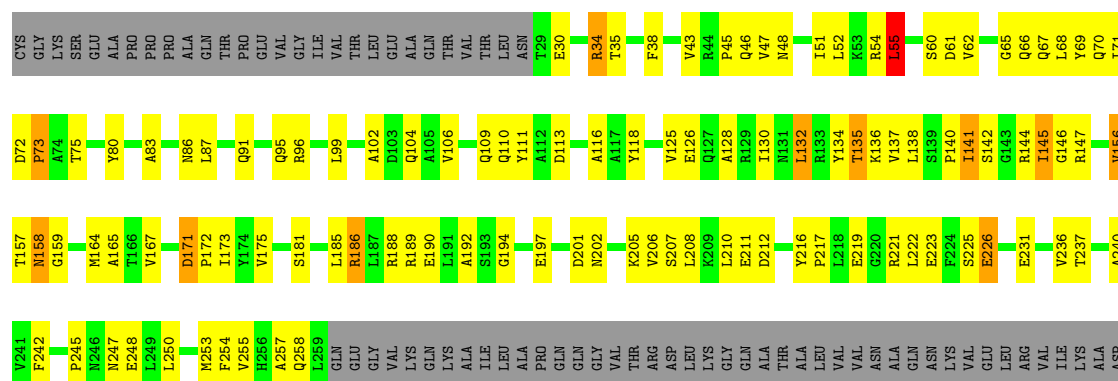 CYS GLY LYS SER GLU ALA PRO PRO PRO ALA GLN THR PRO GLU VAL GLY ILE VAL THR LEU GLU ALA GLN THR VAL THR LEU ASN T29 E30 R34 T35 F38 V43 R44 P45 Q46 V47 N48 I51 L52 K53 R54 L55 S60 D61 V62 G65 Q66 Q67 L68 Y69 Q70 I71
D72 P73 A74 T75 Y80 A83 N86 L87 Q91 Q95 R96 L99 A102 D103 Q104 A105 V106 Q109 Q110 Y111 A112 D113 A116 A117 Y118 V125 E126 Q127 A128 R129 I130 N131 L132 R133 Y134 T135 K136 V137 L138 S139 P140 I141 S142 G143 R144 I145 G146 R147
T157 N158 G159 M164 A165 T166 V167 D171 P172 I173 Y174 V175 S181 L185 R186 L187 R188 R189 E190 L191 A192 S193 G194 E197 D201 N202 K205 V206 S207 L208 K209 L210 E211 D212 Y216 P217 L218 E219 G220 R221 L222 E223 F224 S225 E226 E231 V236 T237 A240
V241 F242 P245 N246 N247 E248 L249 L250 M253 F254 V255 H256 A257 Q258 L259 GLN GLU GLY VAL LYS GLN LYS ALA ILE LEU ALA PRO GLN GLN GLY VAL THR ARG ASP LEU LYS GLY GLN ALA THR ALA LEU VAL VAL ASN ALA GLN ASN LYS VAL GLU LEU ARG VAL ILE LYS ALA ASP